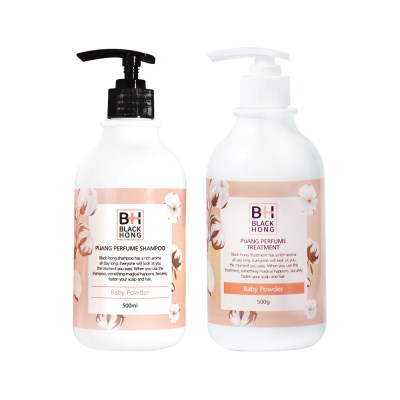 BH
BLACK
HONG
PUANG PERFUME SHAMPOO
Black hong shampoo has a rich aroma
all day long. Everyone will look at you
the moment you pass. When you use this
shampoo, something magical happens. Securely
fasten your scalp and hair.
Baby Powder
500ml
BH
BLACK
HONG
PUANG PERFUME
TREATMENT
Black hong treatment has a rich aroma
all day long. Everyone will look at you
the moment you pass. When you use this
treatment, something magical happens. Securely
fasten your scalp and hair.
Baby Powder
500g